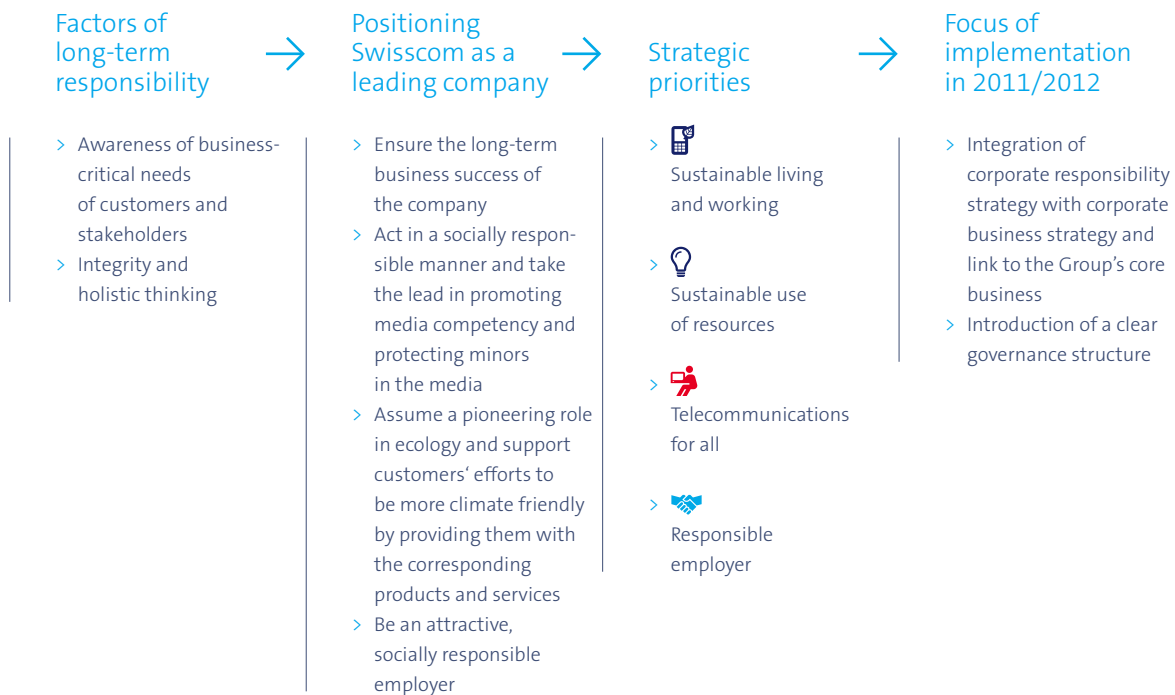 Factors of
long-term
responsibility
> Awareness of business-
critical needs
of customers and
stakeholders
> Integrity and
holistic thinking
Positioning
Swisscom as a
leading company
> Ensure the long-term
business success of
the company
> Act in a socially respon-
sible manner and take
the lead in promoting
media competency and
protecting minors
in the media
> Assume a pioneering role
in ecology and support
customers‘ efforts to
be more climate friendly
by providing them with
the corresponding
products and services
> Be an attractive,
socially responsible
employer
Strategic
priorities
>
Sustainable living
and working
>
Sustainable use
of resources
>
Telecommunications
for all
>
Responsible
employer
Focus of
implementation
in 2011/2012
> Integration of
corporate responsibility
strategy with corporate
business strategy and
link to the Group’s core
business
> Introduction of a clear
governance structure